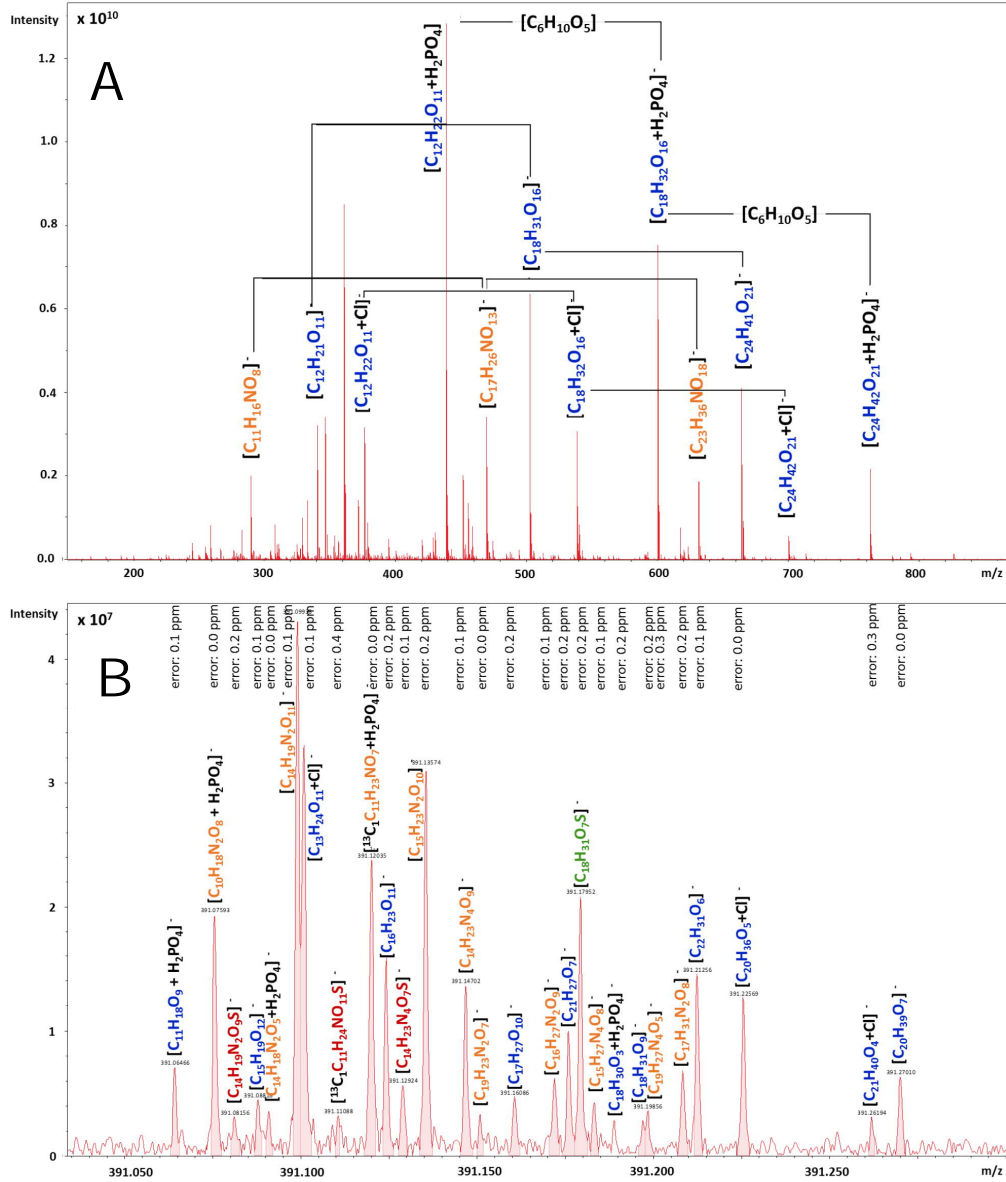 Intensity
x 10¹⁰
A
1.2
1.0
0.8
0.6
0.4
0.2
0.0
[C₆H₁₀O₅]
[C₆H₁₀O₅]
[C₁₁H₁₆NO₈]⁻
[C₁₂H₂₁O₁₁]⁻
[C₁₂H₂₂O₁₁+Cl]⁻
[C₁₂H₂₂O₁₁+H₂PO₄]⁻
[C₁₇H₂₆NO₁₃]⁻
[C₁₈H₃₁O₁₆]⁻
[C₁₈H₃₂O₁₆+Cl]⁻
[C₁₈H₃₂O₁₆+H₂PO₄]⁻
[C₂₃H₃₆NO₁₈]⁻
[C₂₄H₄₁O₂₁]⁻
[C₂₄H₄₂O₂₁+Cl]⁻
[C₂₄H₄₂O₂₁+H₂PO₄]⁻
200 300 400 500 600 700 800 m/z
Intensity
x 10⁷
B
4
3
2
1
0
error: 0.1 ppm
error: 0.0 ppm
error: 0.2 ppm
error: 0.1 ppm
error: 0.0 ppm
error: 0.1 ppm
error: 0.1 ppm
error: 0.4 ppm
error: 0.0 ppm
error: 0.2 ppm
error: 0.1 ppm
error: 0.2 ppm
error: 0.1 ppm
error: 0.0 ppm
error: 0.2 ppm
error: 0.1 ppm
error: 0.2 ppm
error: 0.2 ppm
error: 0.1 ppm
error: 0.2 ppm
error: 0.2 ppm
error: 0.3 ppm
error: 0.2 ppm
error: 0.1 ppm
error: 0.0 ppm
error: 0.3 ppm
error: 0.0 ppm
[C₁₁H₁₈O₉ + H₂PO₄]⁻
391.06466
[C₁₀H₁₈N₂O₈ + H₂PO₄]⁻
391.07593
[C₁₄H₁₉N₂O₉S]⁻
391.08156
[C₁₅H₁₉O₁₂]⁻
[C₁₄H₁₈N₂O₅+H₂PO₄]⁻
[C₁₄H₁₉N₂O₁₁]⁻
[C₁₃H₂₄O₁₁+Cl]⁻
[¹³C₁C₁₁H₂₄NO₁₁S]⁻
391.11088
[¹³C₁C₁₁H₂₃NO₇+H₂PO₄]⁻
391.12035
[C₁₆H₂₃O₁₁]⁻
[C₁₄H₂₃N₄O₇S]⁻
391.12924
[C₁₅H₂₃N₂O₁₀]⁻
391.13574
[C₁₄H₂₃N₄O₉]⁻
391.14702
[C₁₉H₂₃N₂O₇]⁻
[C₁₇H₂₇O₁₀]⁻
391.16086
[C₁₆H₂₇N₂O₉]⁻
[C₂₁H₂₇O₇]⁻
[C₁₈H₃₁O₇S]⁻
391.17952
[C₁₅H₂₇N₄O₈]⁻
[C₁₈H₃₀O₃+H₂PO₄]⁻
[C₁₈H₃₁O₉]⁻
[C₁₉H₂₇N₄O₅]⁻
391.19856
[C₁₇H₃₁N₂O₈]⁻
[C₂₂H₃₁O₆]⁻
391.21256
[C₂₀H₃₆O₅+Cl]⁻
391.22569
[C₂₁H₄₀O₄+Cl]⁻
391.26194
[C₂₀H₃₉O₇]⁻
391.27010
391.050 391.100 391.150 391.200 391.250 m/z